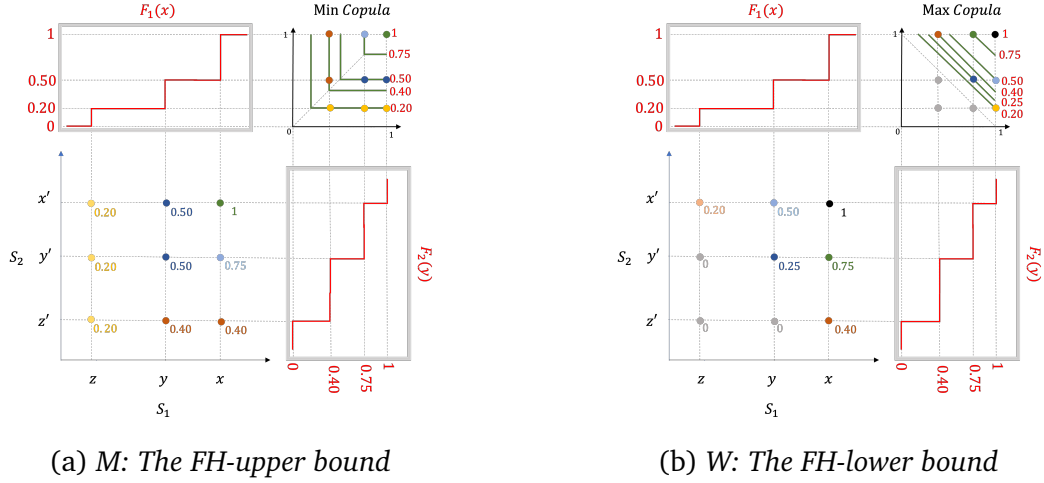 F₁(x)
Min Copula
1
0.50
0.20
0
1
1
0.75
0.50
0.40
0.20
0
1
x′
0.20
0.50
1
S₂
y′
0.20
0.50
0.75
z′
0.20
0.40
0.40
F₂(y)
z
y
x
S₁
0
0.40
0.75
1
(a) M: The FH-upper bound
F₁(x)
Max Copula
1
0.50
0.20
0
1
1
0.75
0.50
0.40
0.25
0.20
0
1
x′
0.20
0.50
1
S₂
y′
0
0.25
0.75
z′
0
0
0.40
F₂(y)
z
y
x
S₁
0
0.40
0.75
1
(b) W: The FH-lower bound